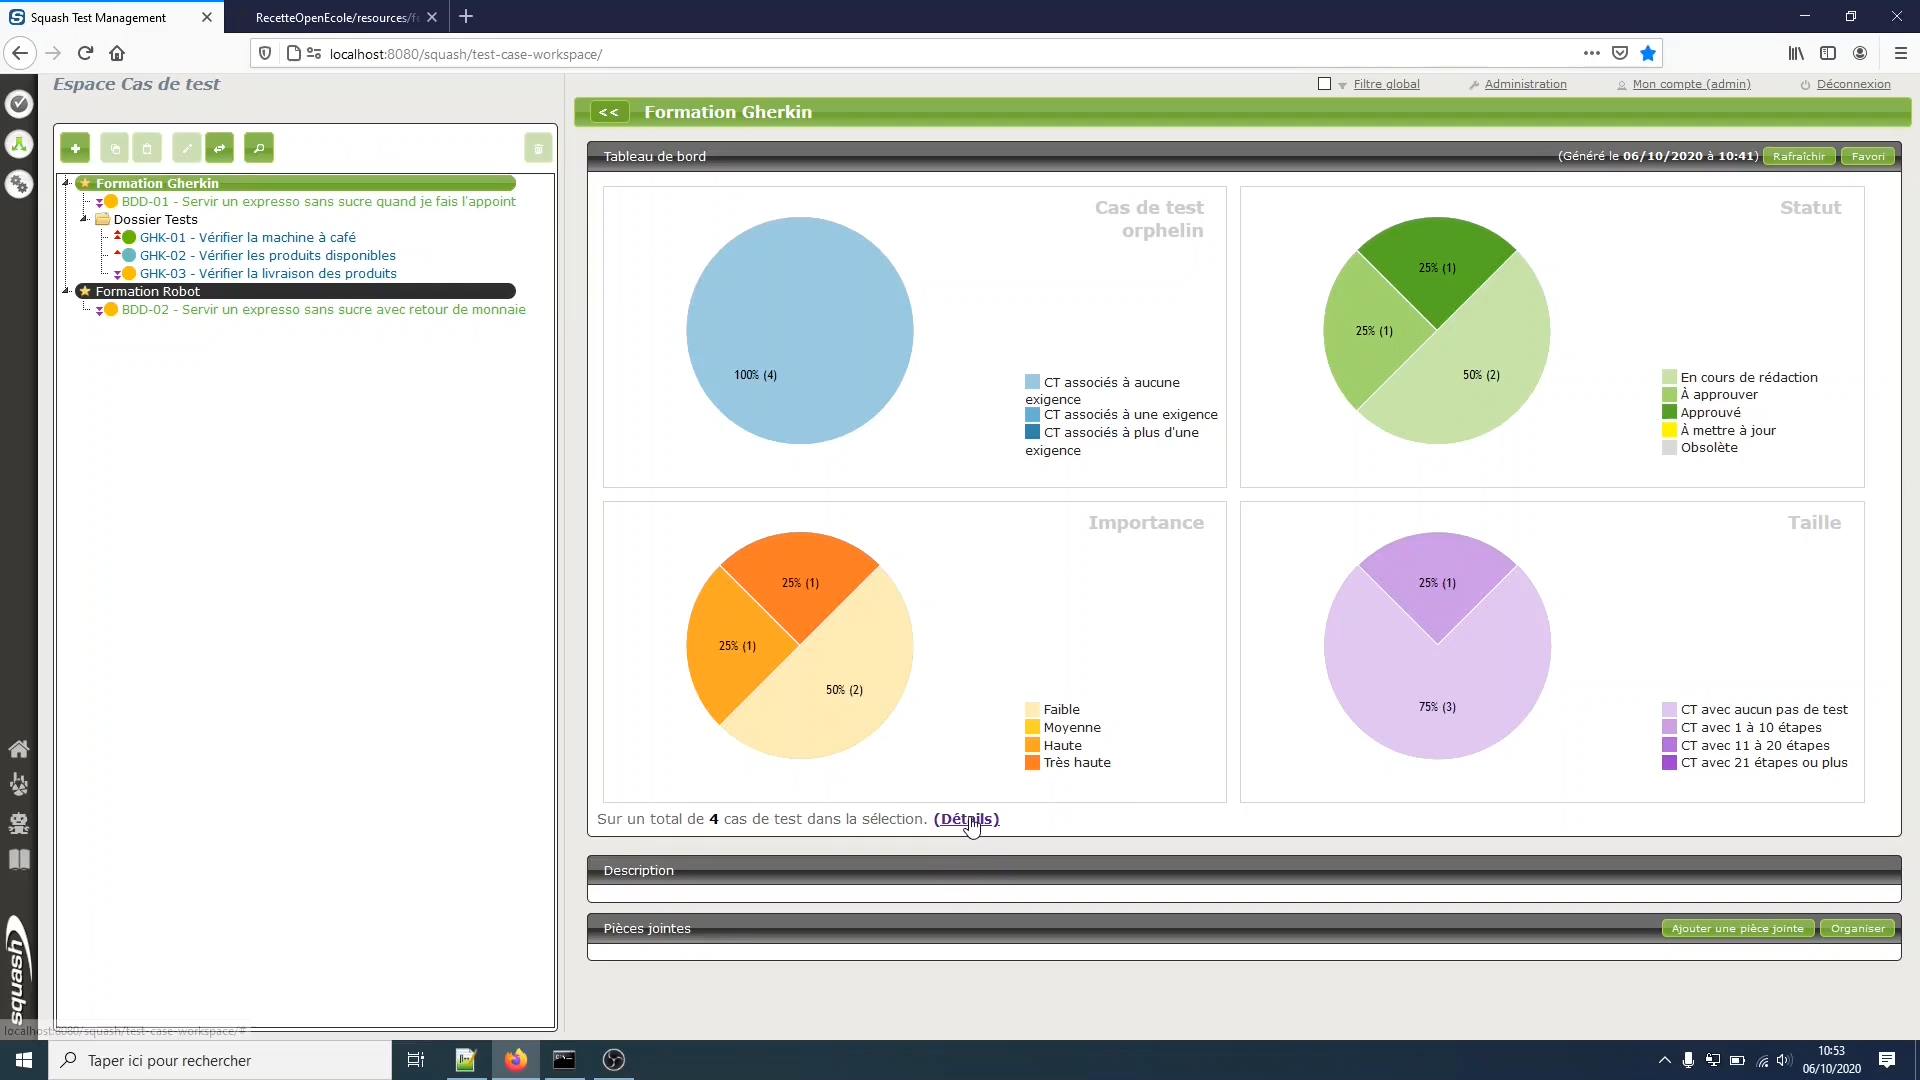 Squash Test Management
RecetteOpenEcole/resources/fe
localhost:8080/squash/test-case-workspace/
Espace Cas de test
Filtre global
Administration
Mon compte (admin)
Déconnexion
<< Formation Gherkin
Tableau de bord
(Généré le 06/10/2020 à 10:41)
Rafraîchir
Favori
Formation Gherkin
BDD-01 - Servir un expresso sans sucre quand je fais l'appoint
Dossier Tests
GHK-01 - Vérifier la machine à café
GHK-02 - Vérifier les produits disponibles
GHK-03 - Vérifier la livraison des produits
Formation Robot
BDD-02 - Servir un expresso sans sucre avec retour de monnaie
Cas de test
orphelin
100% (4)
CT associés à aucune
exigence
CT associés à une exigence
CT associés à plus d'une
exigence
Statut
25% (1)
25% (1)
50% (2)
En cours de rédaction
À approuver
Approuvé
À mettre à jour
Obsolète
Importance
25% (1)
25% (1)
50% (2)
Faible
Moyenne
Haute
Très haute
Taille
25% (1)
75% (3)
CT avec aucun pas de test
CT avec 1 à 10 étapes
CT avec 11 à 20 étapes
CT avec 21 étapes ou plus
Sur un total de 4 cas de test dans la sélection. (Détails)
Description
Pièces jointes
Ajouter une pièce jointe
Organiser
squash
localhost:8080/squash/test-case-workspace/#
Taper ici pour rechercher
10:53
06/10/2020